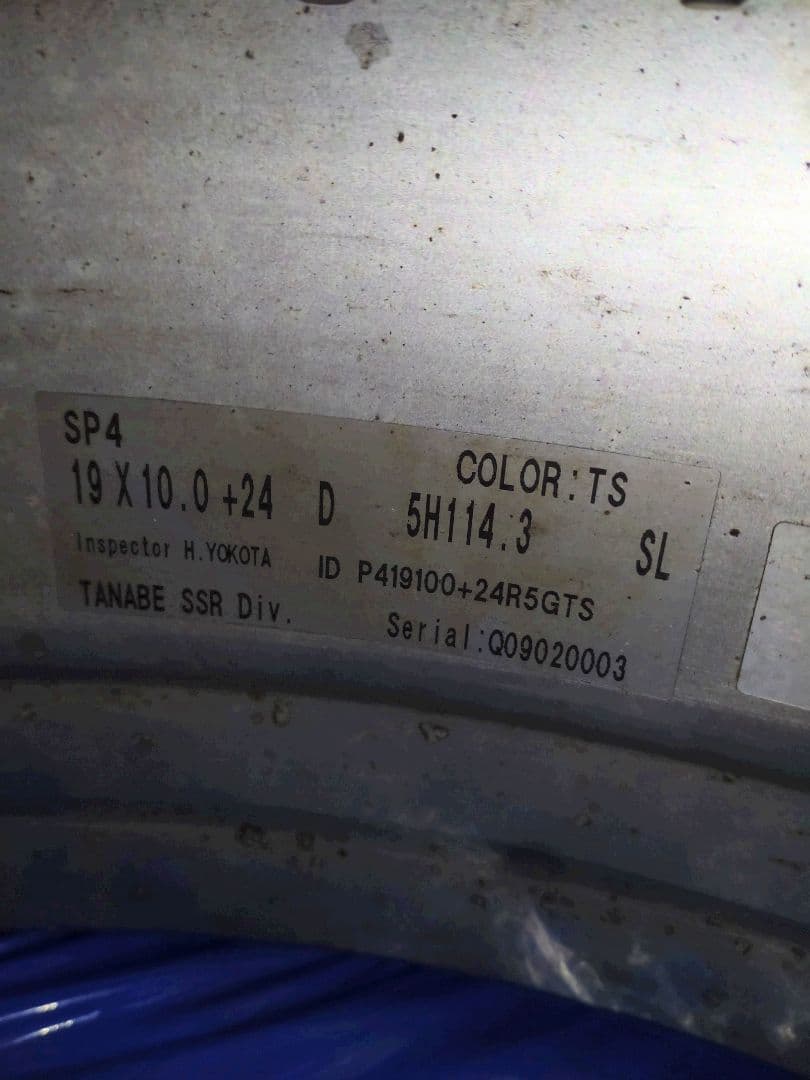 SP4 COLOR:TS
19 X 10.0 +24 D 5H114.3 SL
Inspector H.YOKOTA ID P419100+24R5GTS
TANABE SSR Div. Serial:Q09020003